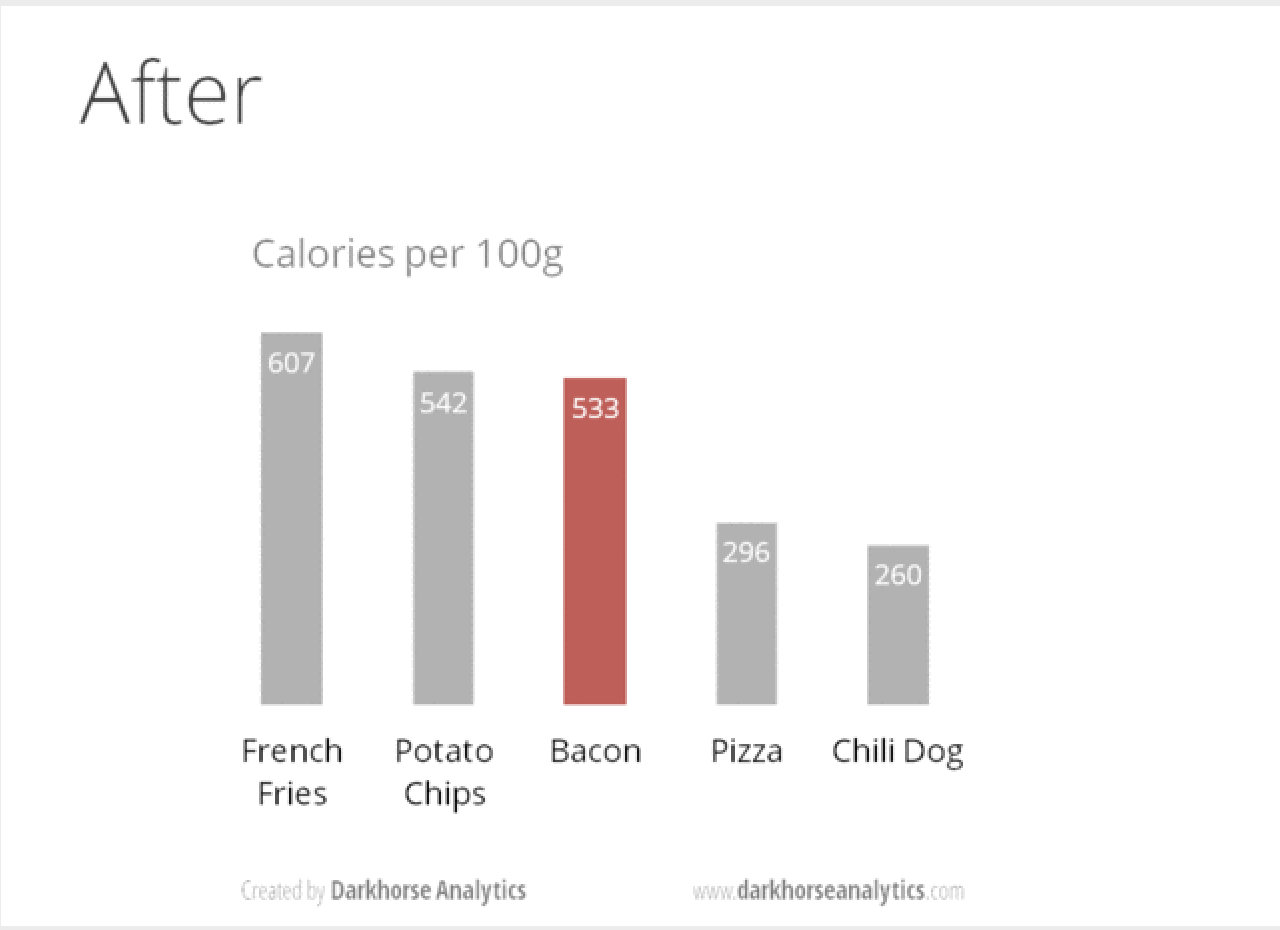 After
Calories per 100g
607
542
533
296
260
French
Fries
Potato
Chips
Bacon
Pizza
Chili Dog
Created by Darkhorse Analytics
www.darkhorseanalytics.com